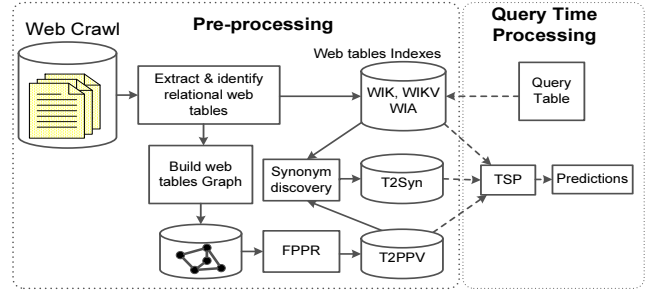 Pre-processing
Query Time
Processing
Web Crawl
Web tables Indexes
Extract & identify
relational web
tables
WIK, WIKV
WIA
Query
Table
Build web
tables Graph
Synonym
discovery
T2Syn
TSP
Predictions
FPPR
T2PPV